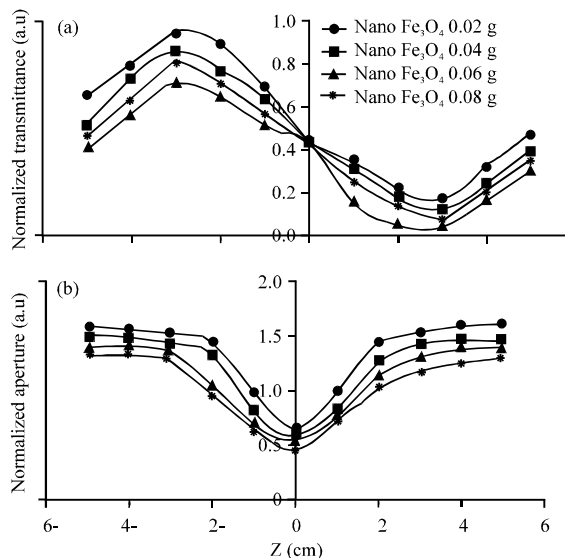 (a)
Normalized transmittance (a.u)
1.0
0.8
0.6
0.4
0.2
0.0
Nano Fe₃O₄ 0.02 g
Nano Fe₃O₄ 0.04 g
Nano Fe₃O₄ 0.06 g
Nano Fe₃O₄ 0.08 g
(b)
Normalized aperture (a.u)
2.0
1.5
1.0
0.5
0
6- 4- 2- 0 2 4 6
Z (cm)